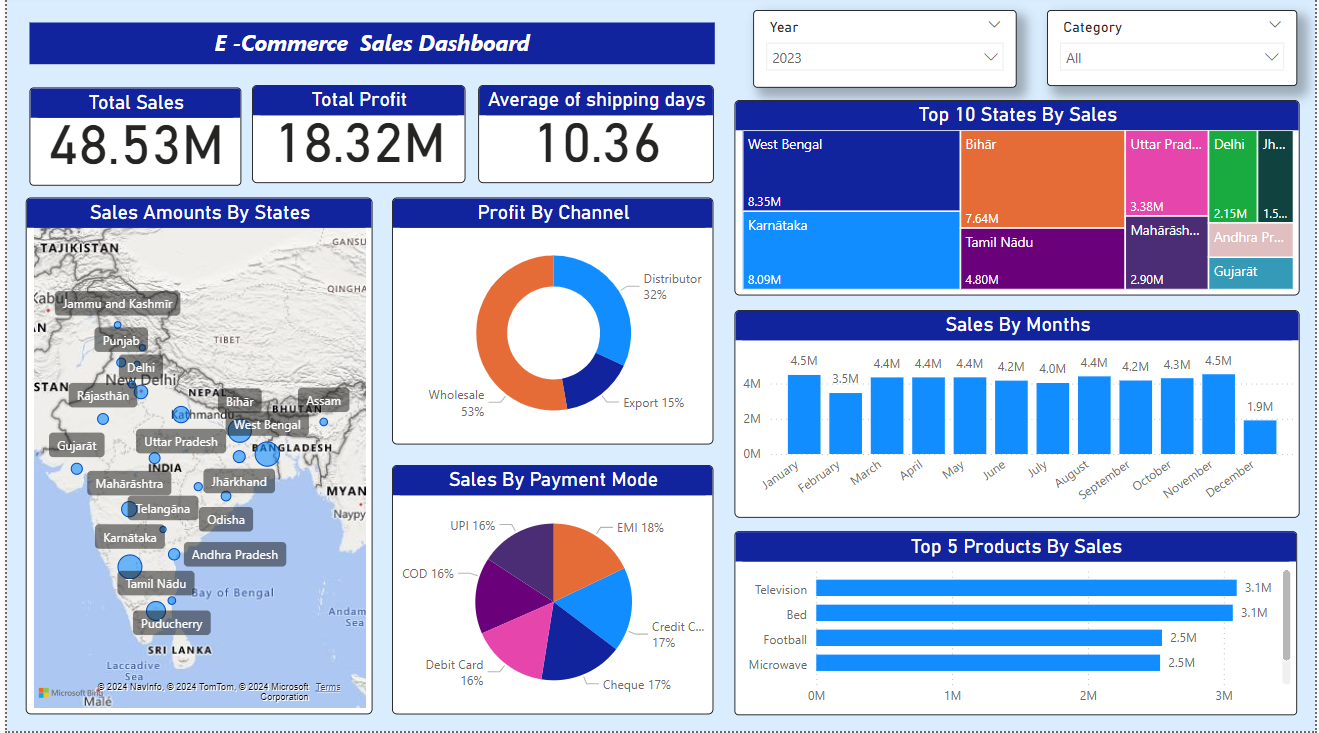 E -Commerce  Sales Dashboard
Year
2023
Category
All
Total Sales
48.53M
Total Profit
18.32M
Average of shipping days
10.36
Top 10 States By Sales
West Bengal
8.35M
Karnātaka
8.09M
Bihār
7.64M
Tamil Nādu
4.80M
Uttar Prad...
3.38M
Mahārāsh...
2.90M
Delhi
2.15M
Jh...
1.5...
Andhra Pr...
Gujarāt
Sales Amounts By States
TAJIKISTAN
GANSU
Kabul
QINGHA
Jammu and Kashmīr
AN
Punjab
TIBET
Delhi
New Delhi
STAN
Rājasthān
NEPAL
Kathmandu
Bihār
BHUTAN
Assam
West Bengal
Gujarāt
Uttar Pradesh
BANGLADESH
INDIA
Mahārāshtra
Jhārkhand
MYAN
Telangāna
Odisha
Naypy
Karnātaka
Andhra Pradesh
Tamil Nādu
Bay of Bengal
Puducherry
Andam
Sea
SRI LANKA
Laccadive
Sea
Microsoft Bing
© 2024 NavInfo, © 2024 TomTom, © 2024 Microsoft Corporation
Terms
Malé
Profit By Channel
Distributor
32%
Wholesale
53%
Export 15%
Sales By Payment Mode
UPI 16%
EMI 18%
COD 16%
Credit C...
17%
Debit Card
16%
Cheque 17%
Sales By Months
4M
2M
0M
4.5M
3.5M
4.4M
4.4M
4.4M
4.2M
4.0M
4.4M
4.2M
4.3M
4.5M
1.9M
January
February
March
April
May
June
July
August
September
October
November
December
Top 5 Products By Sales
Television
3.1M
Bed
3.1M
Football
2.5M
Microwave
2.5M
0M
1M
2M
3M